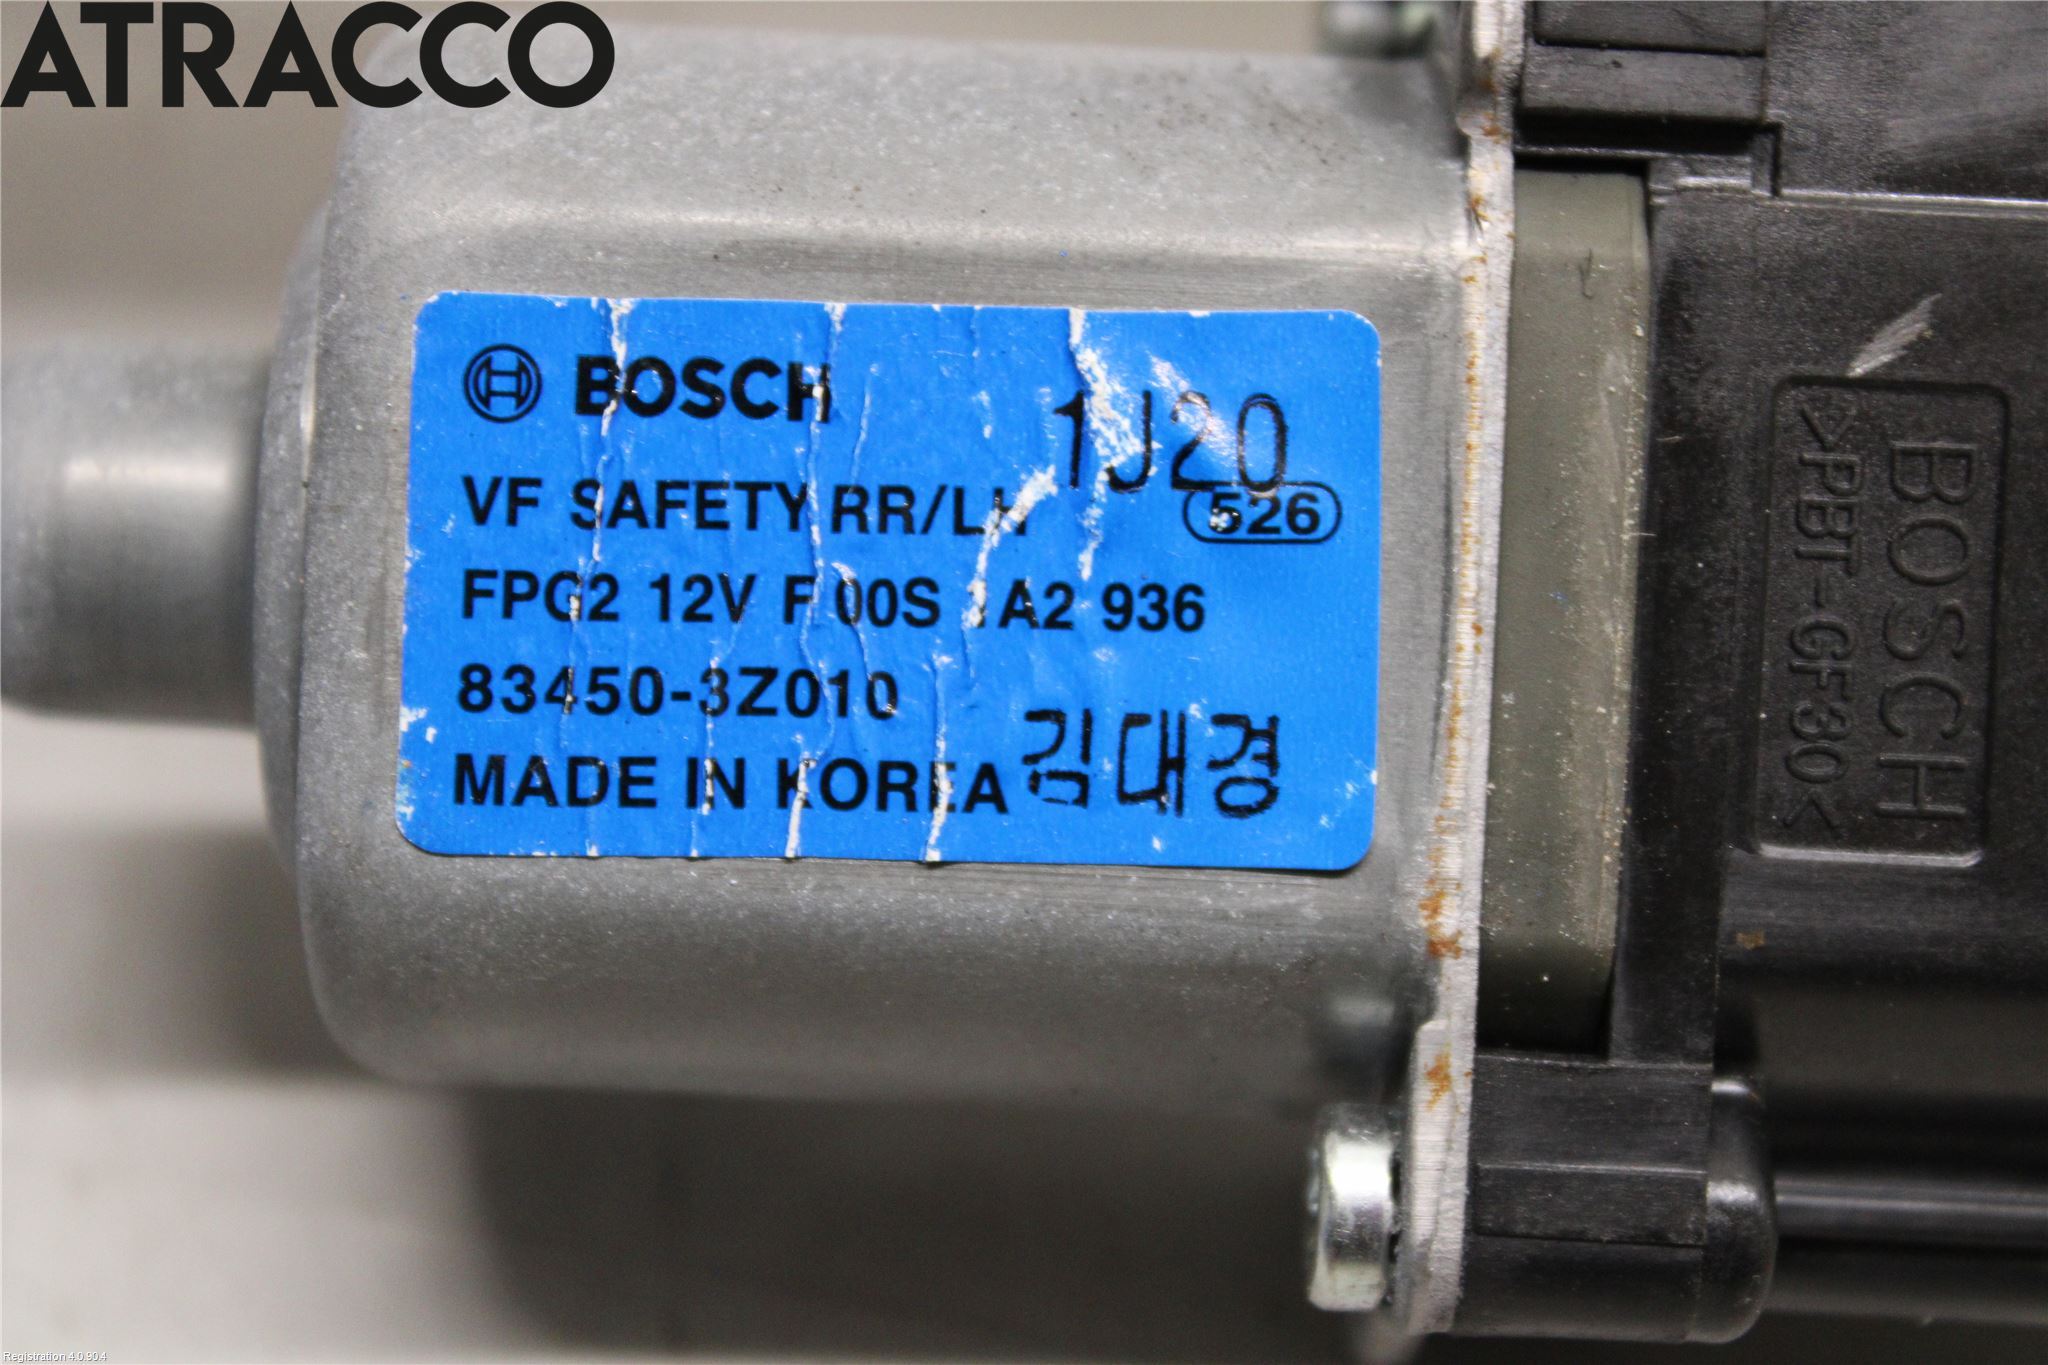 ATRACCO
BOSCH 1J20
VF SAFETY RR/LH 526
FPG2 12V F 00S 1A2 936
83450-3Z010
MADE IN KOREA 김대경
BOSCH
>PBT-GF30<
Registration 4.0.90.4